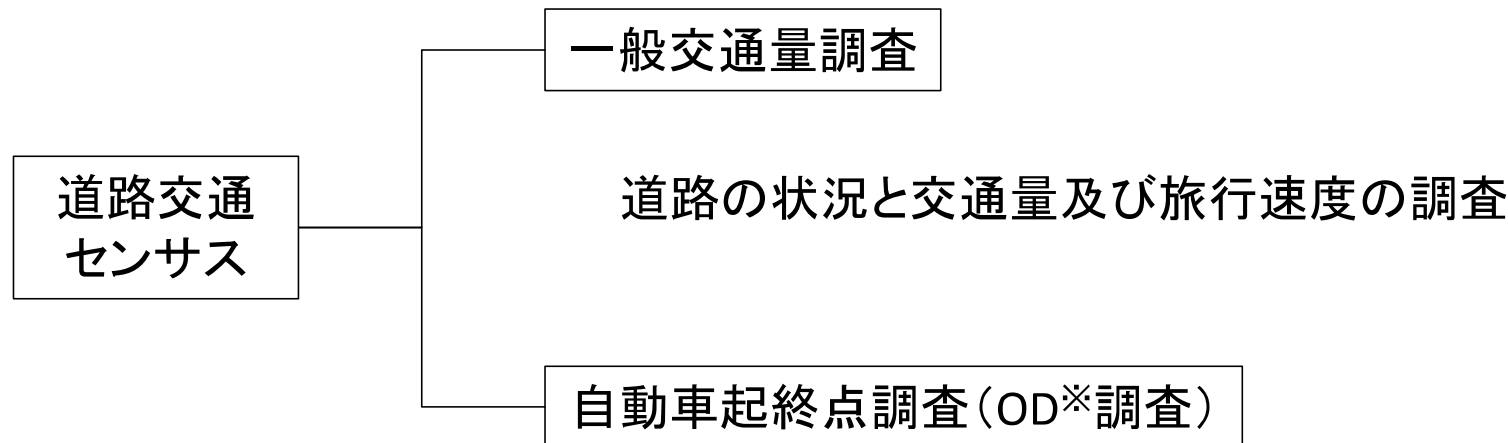 一般交通量調査
道路交通
センサス
道路の状況と交通量及び旅行速度の調査
自動車起終点調査(OD※調査)